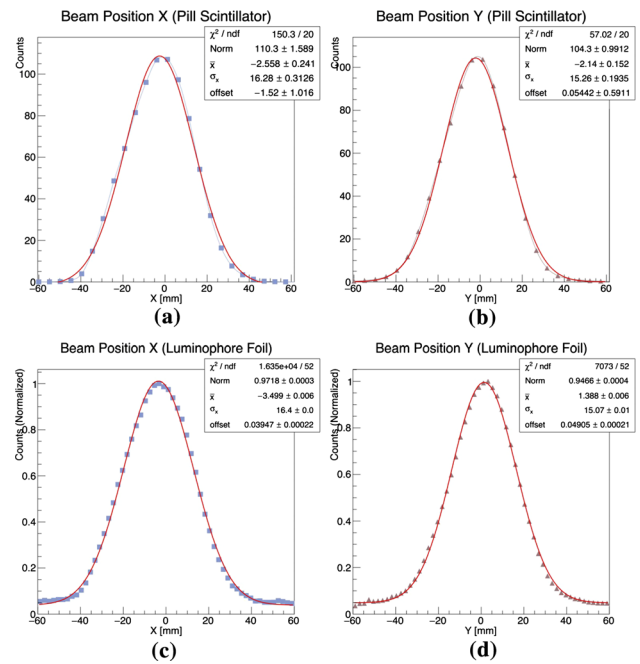 Beam Position X (Pill Scintillator)
χ² / ndf 150.3 / 20
Norm 110.3 ± 1.589
x̄ −2.558 ± 0.241
σₓ 16.28 ± 0.3126
offset −1.52 ± 1.016
Counts
100
80
60
40
20
0
−60 −40 −20 0 20 40 60
X [mm]
(a)
Beam Position Y (Pill Scintillator)
χ² / ndf 57.02 / 20
Norm 104.3 ± 0.9912
x̄ −2.14 ± 0.152
σₓ 15.26 ± 0.1935
offset 0.05442 ± 0.5911
Counts
100
80
60
40
20
0
−60 −40 −20 0 20 40 60
Y [mm]
(b)
Beam Position X (Luminophore Foil)
χ² / ndf 1.635e+04 / 52
Norm 0.9718 ± 0.0003
x̄ −3.499 ± 0.006
σₓ 16.4 ± 0.0
offset 0.03947 ± 0.00022
Counts (Normalized)
1
0.8
0.6
0.4
0.2
0
−60 −40 −20 0 20 40 60
X [mm]
(c)
Beam Position Y (Luminophore Foil)
χ² / ndf 7073 / 52
Norm 0.9466 ± 0.0004
x̄ 1.388 ± 0.006
σₓ 15.07 ± 0.01
offset 0.04905 ± 0.00021
Counts (Normalized)
1
0.8
0.6
0.4
0.2
0
−60 −40 −20 0 20 40 60
Y [mm]
(d)